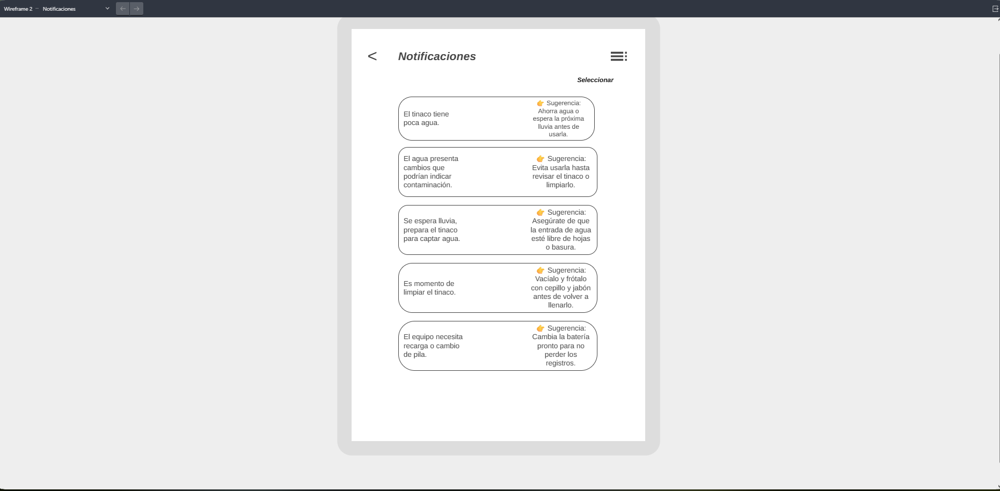 Wireframe 2 – Notificaciones
< Notificaciones
Seleccionar
El tinaco tiene
poca agua.
👉 Sugerencia:
Ahorra agua o
espera la próxima
lluvia antes de
usarla.
El agua presenta
cambios que
podrían indicar
contaminación.
👉 Sugerencia:
Evita usarla hasta
revisar el tinaco o
limpiarlo.
Se espera lluvia,
prepara el tinaco
para captar agua.
👉 Sugerencia:
Asegúrate de que
la entrada de agua
esté libre de hojas
o basura.
Es momento de
limpiar el tinaco.
👉 Sugerencia:
Vacíalo y frótalo
con cepillo y jabón
antes de volver a
llenarlo.
El equipo necesita
recarga o cambio
de pila.
👉 Sugerencia:
Cambia la batería
pronto para no
perder los
registros.